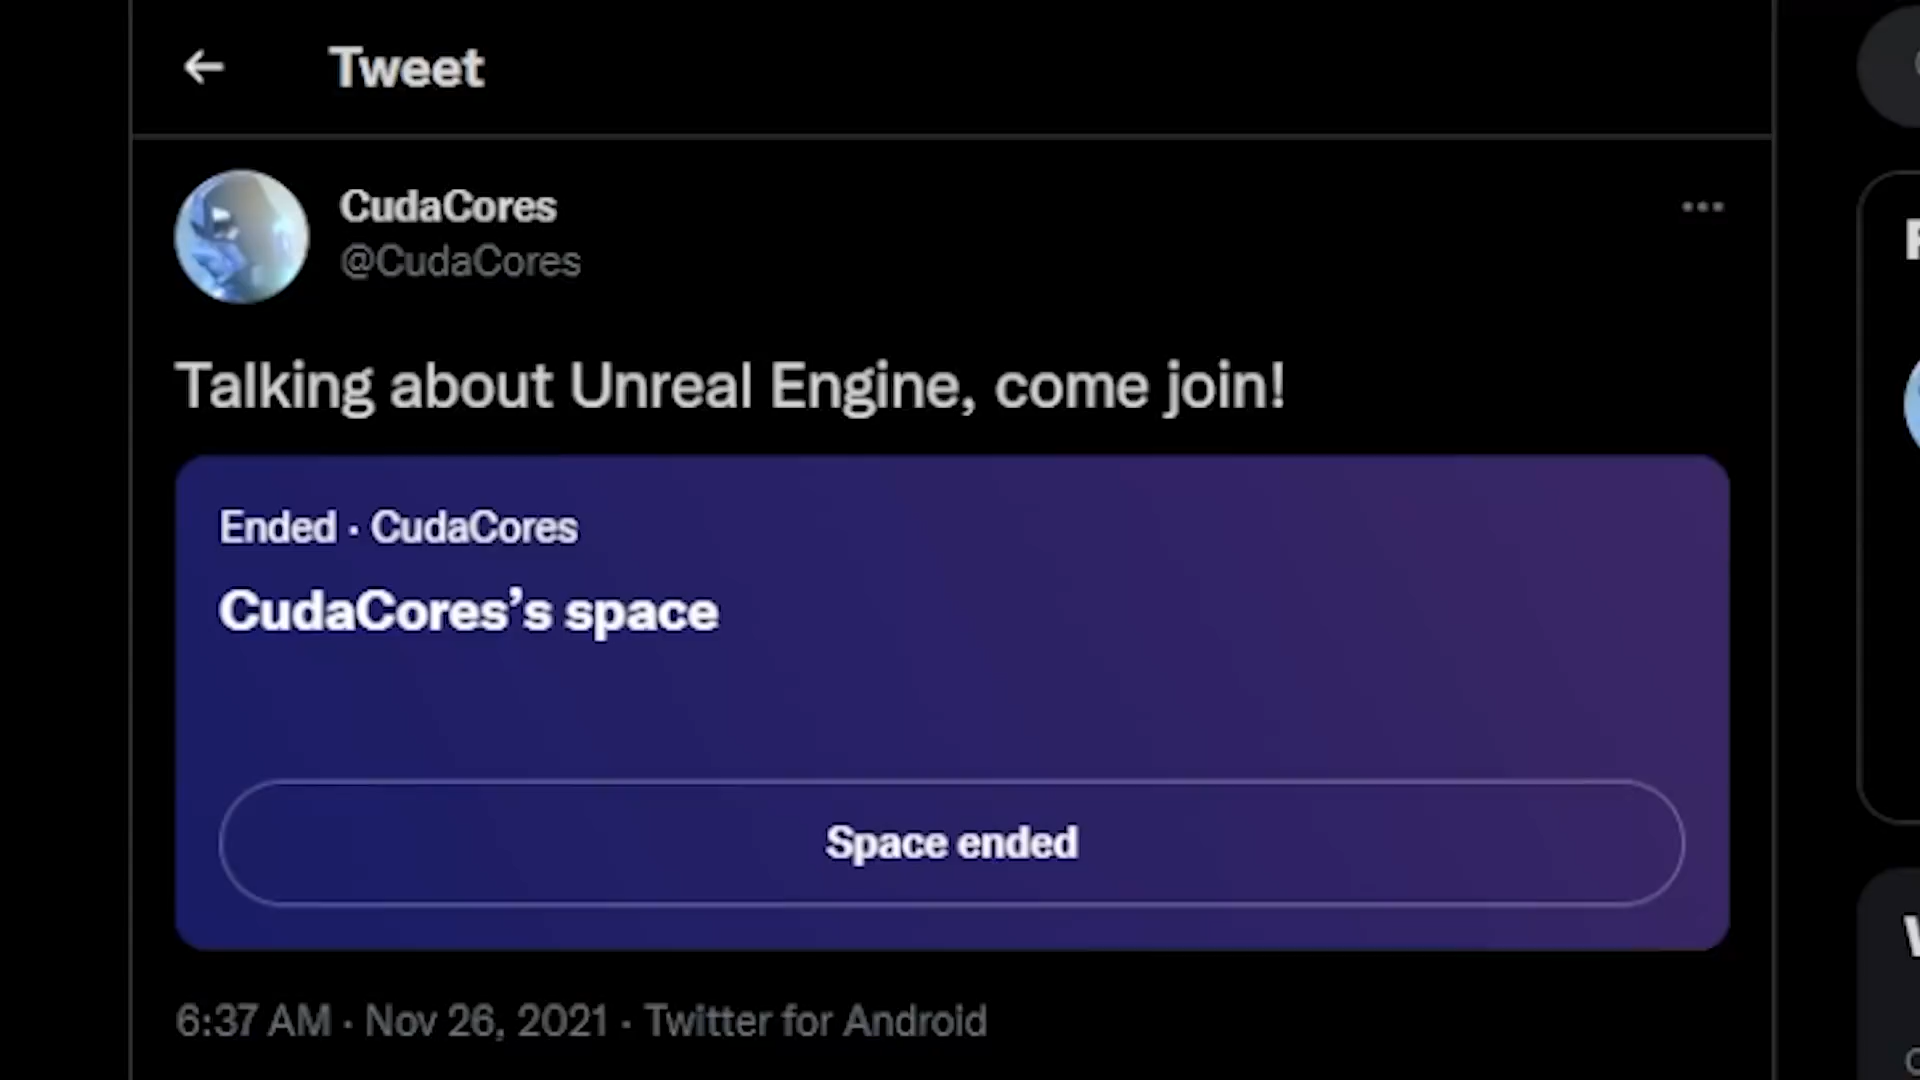 Tweet
CudaCores
@CudaCores
Talking about Unreal Engine, come join!
Ended · CudaCores
CudaCores’s space
Space ended
6:37 AM · Nov 26, 2021 · Twitter for Android